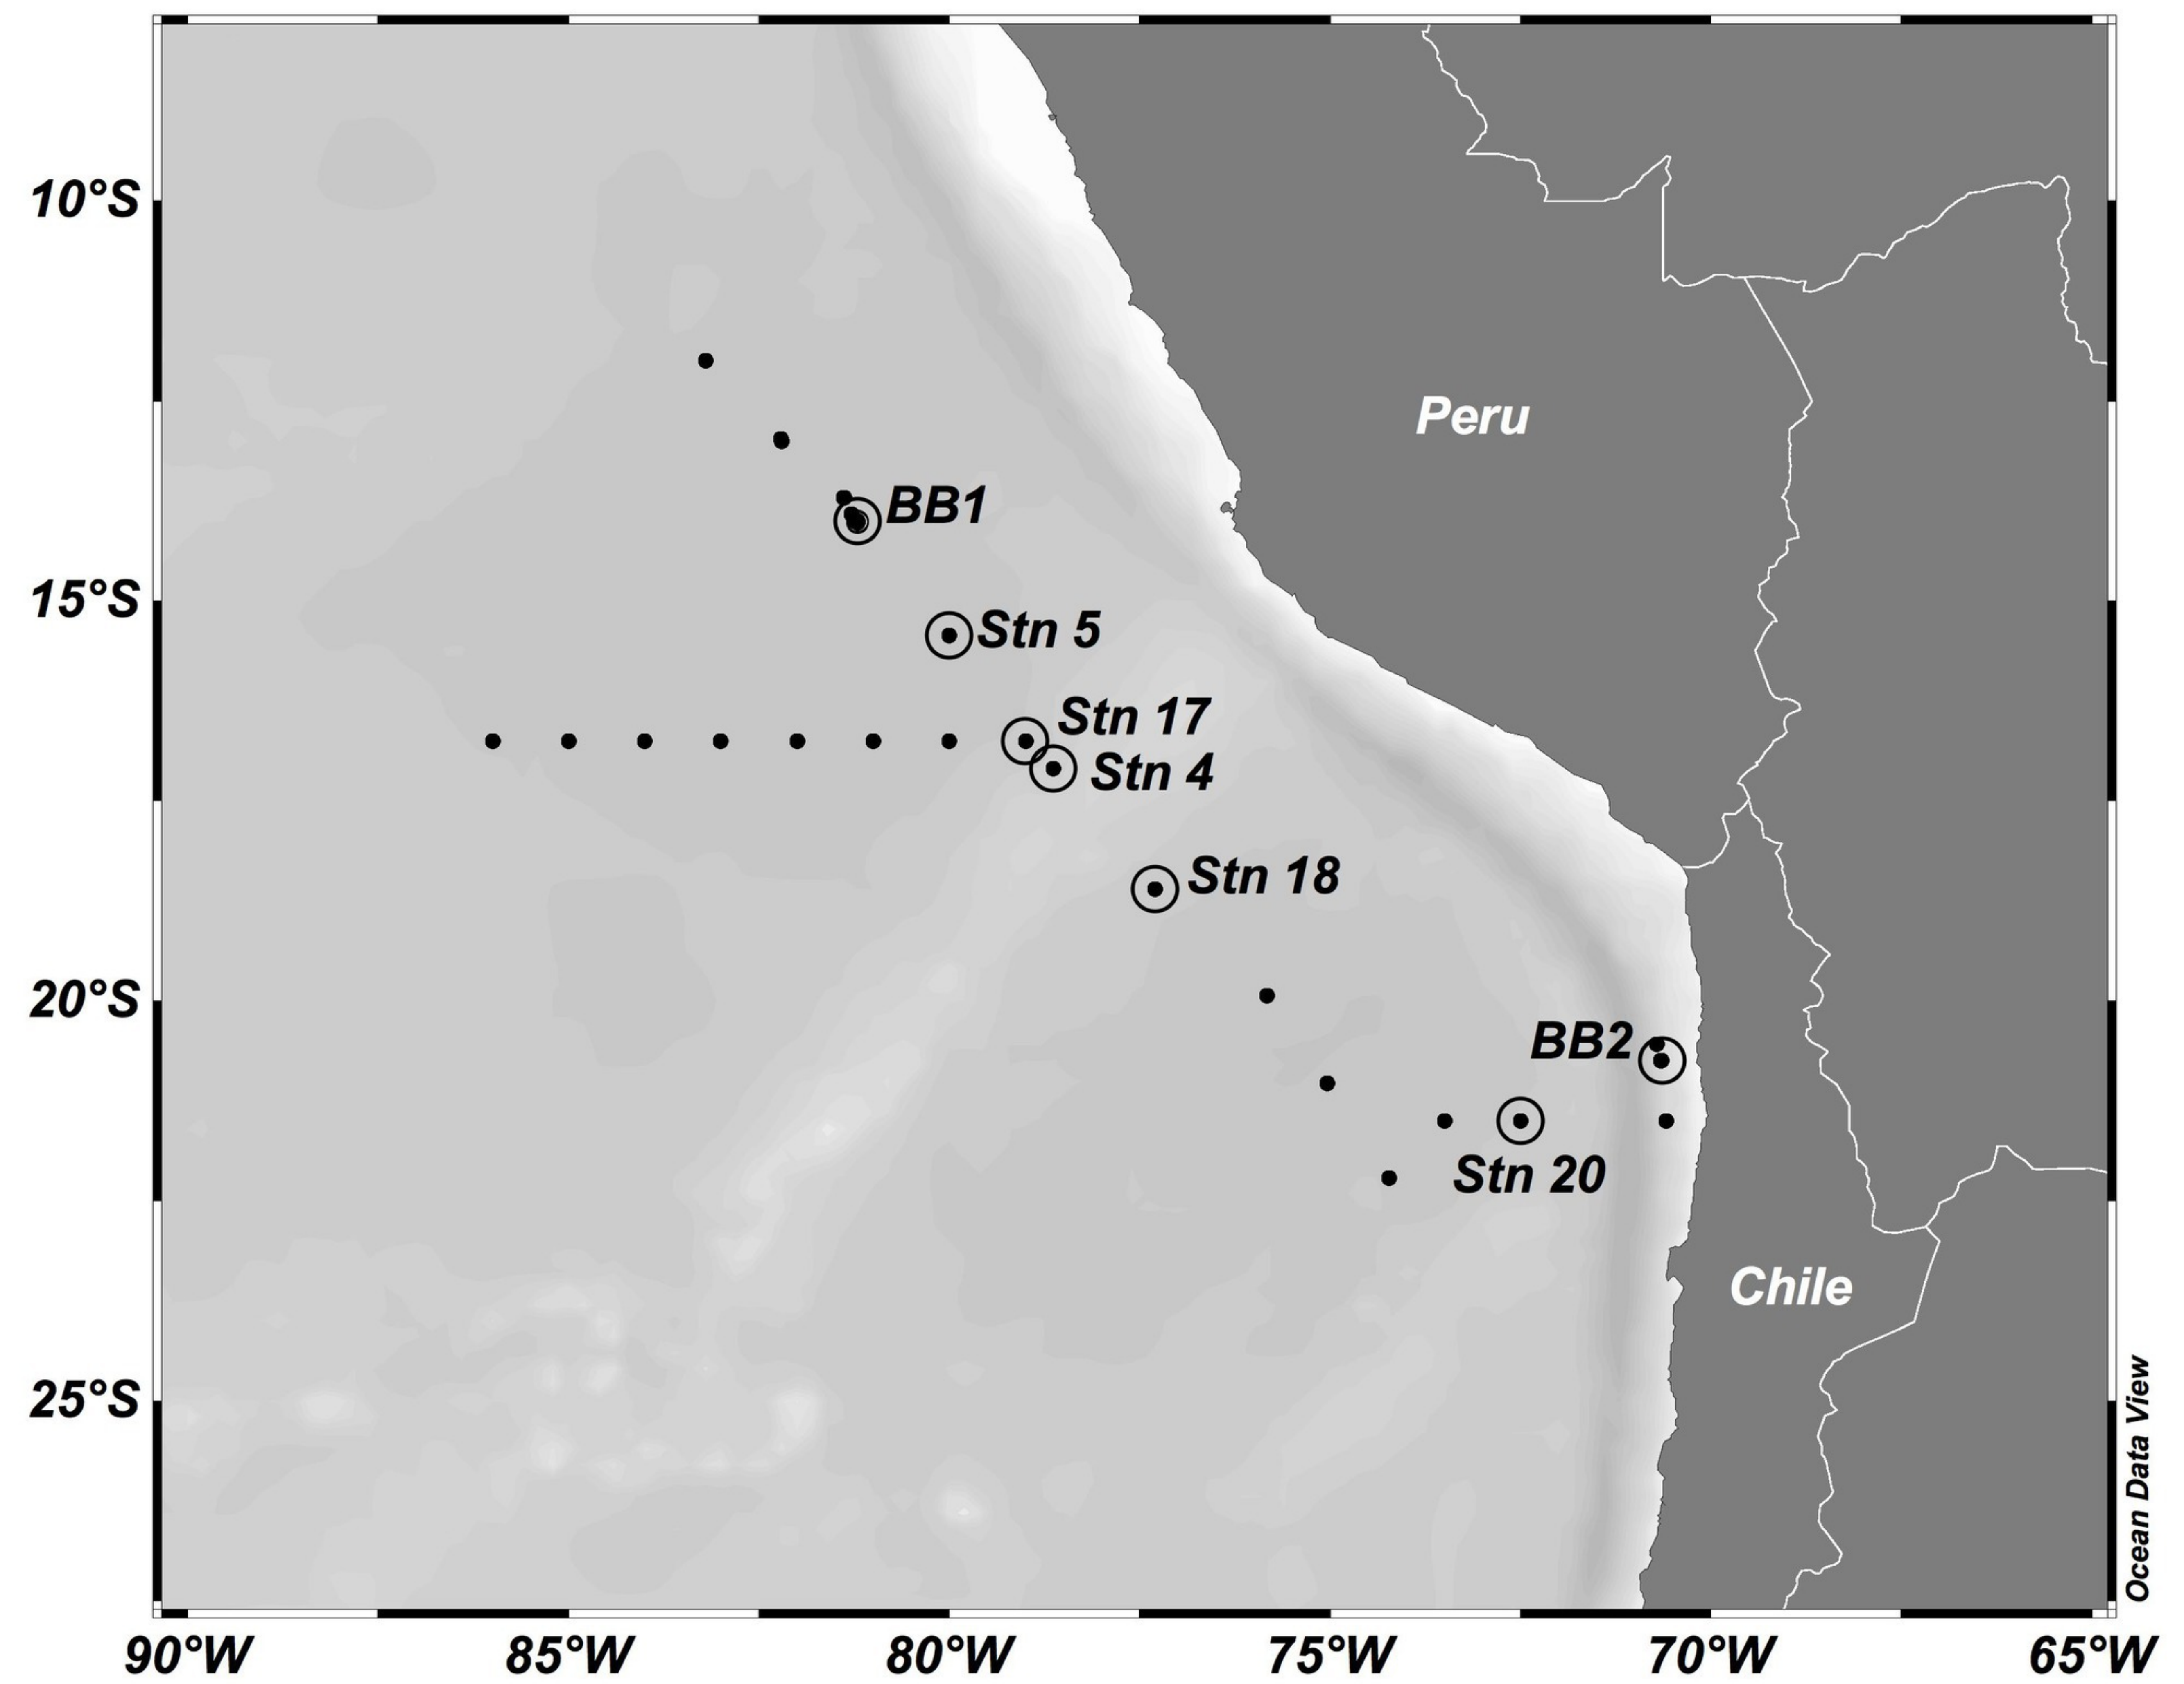 10°S
15°S
20°S
25°S
Peru
BB1
Stn 5
Stn 17
Stn 4
Stn 18
BB2
Stn 20
Chile
Ocean Data View
90°W 85°W 80°W 75°W 70°W 65°W